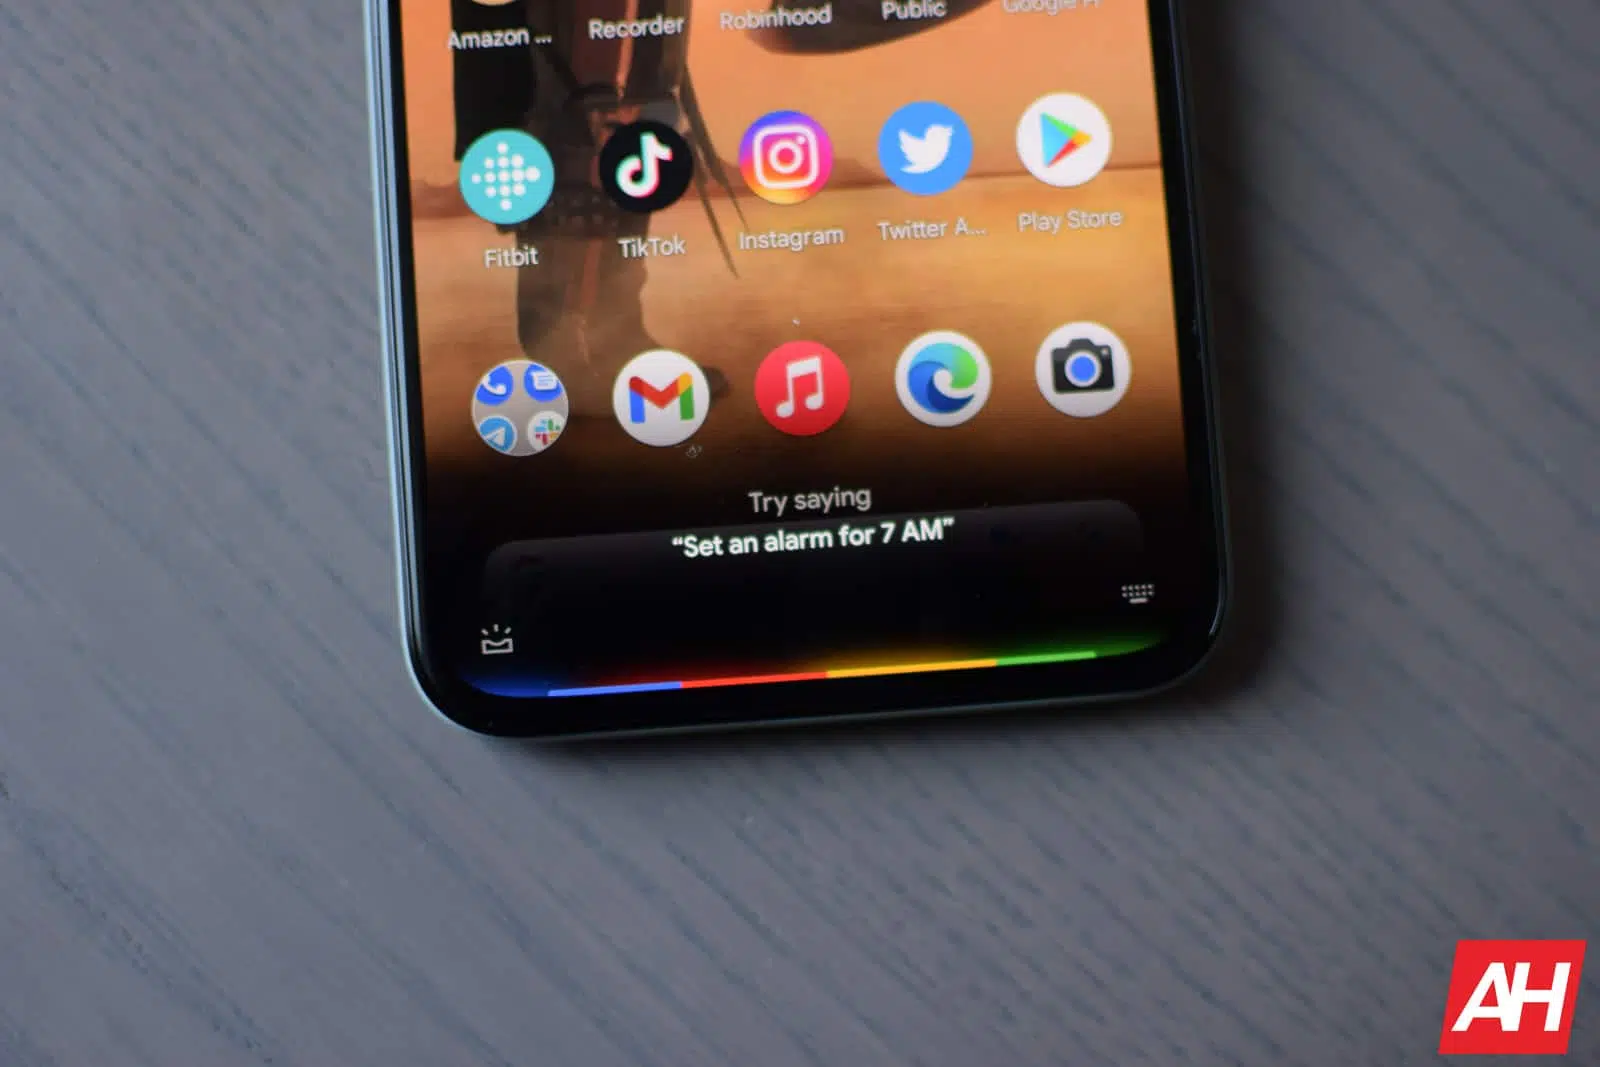 Amazon ...
Recorder
Robinhood
Public
Google
Fitbit
TikTok
Instagram
Twitter A...
Play Store
Try saying
“Set an alarm for 7 AM”
AH